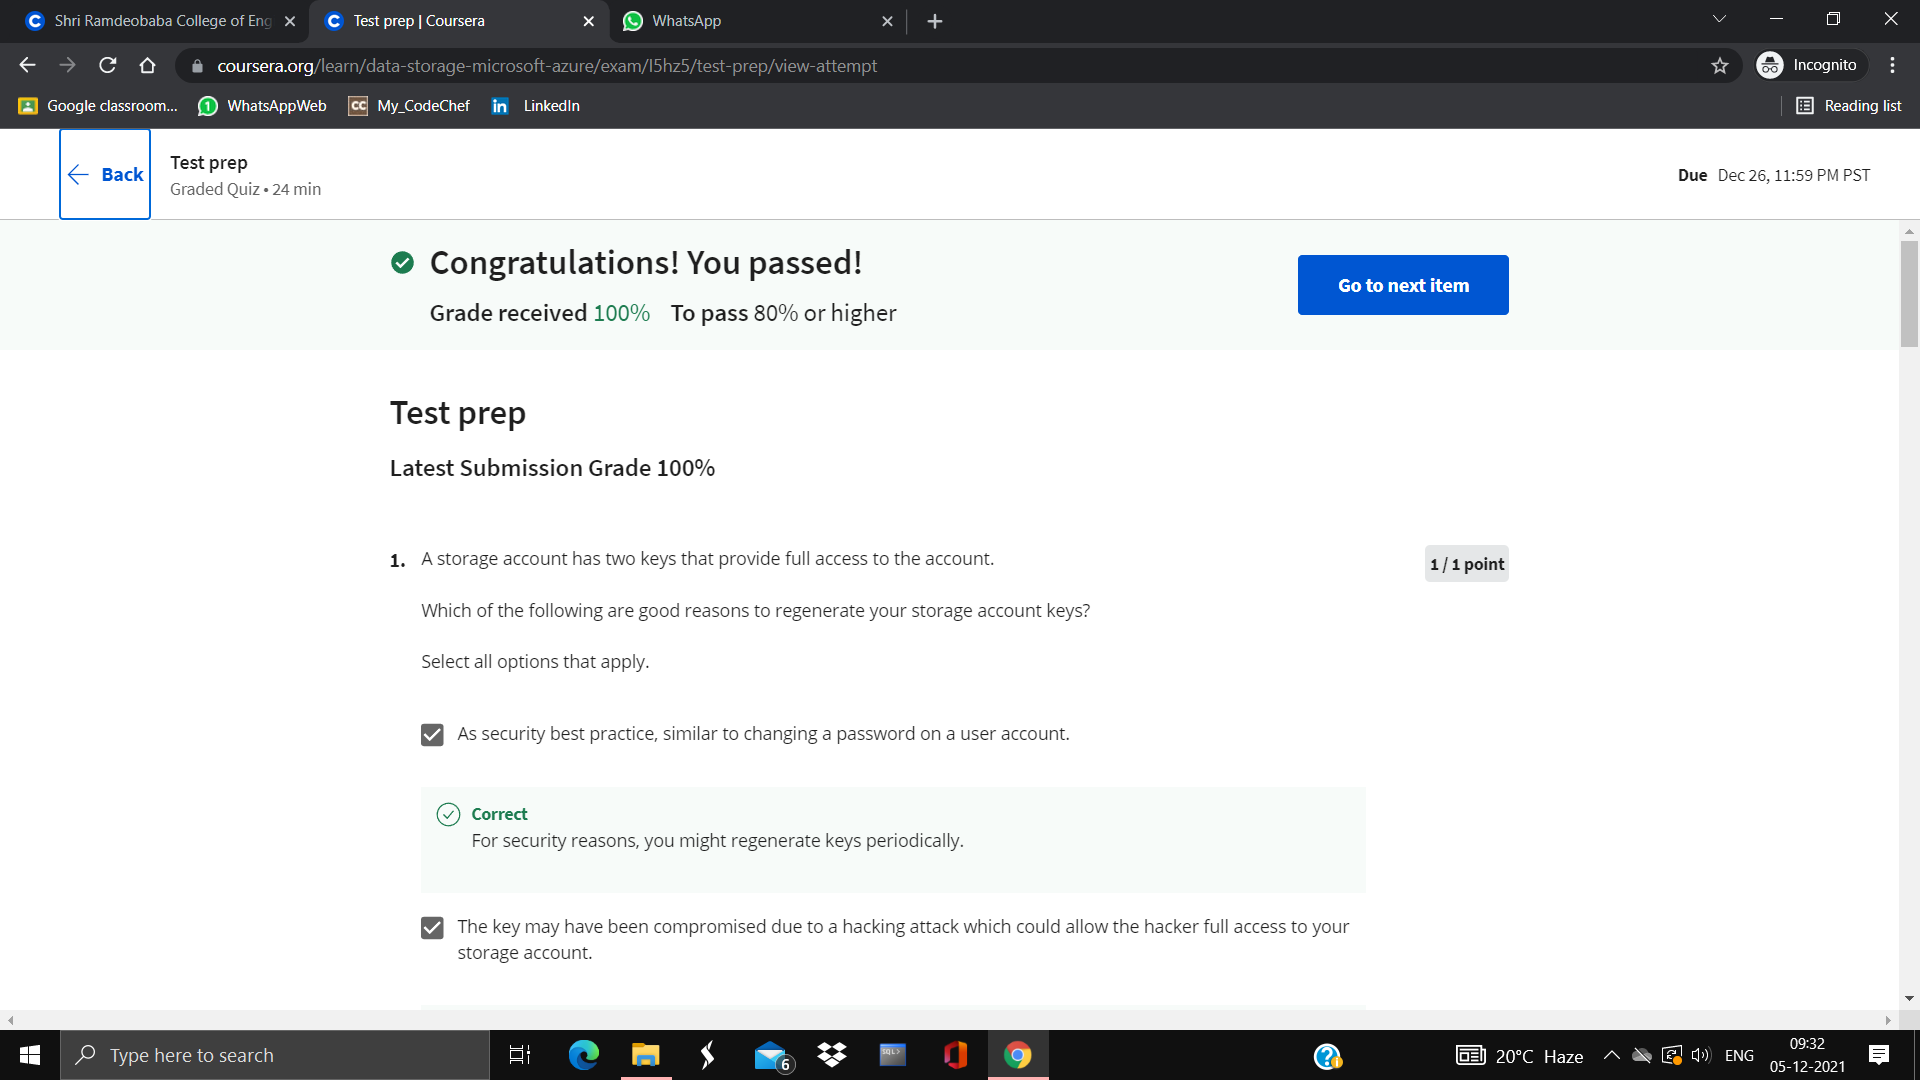 Shri Ramdeobaba College of Eng
Test prep | Coursera
WhatsApp
coursera.org/learn/data-storage-microsoft-azure/exam/l5hz5/test-prep/view-attempt
Incognito
Google classroom...
WhatsAppWeb
CC My_CodeChef
in LinkedIn
Reading list
Back
Test prep
Graded Quiz • 24 min
Due Dec 26, 11:59 PM PST
Congratulations! You passed!
Grade received 100% To pass 80% or higher
Go to next item
Test prep
Latest Submission Grade 100%
1. A storage account has two keys that provide full access to the account.
1 / 1 point
Which of the following are good reasons to regenerate your storage account keys?
Select all options that apply.
As security best practice, similar to changing a password on a user account.
Correct
For security reasons, you might regenerate keys periodically.
The key may have been compromised due to a hacking attack which could allow the hacker full access to your
storage account.
Type here to search
6
SQL>
20°C Haze
ENG
09:32
05-12-2021